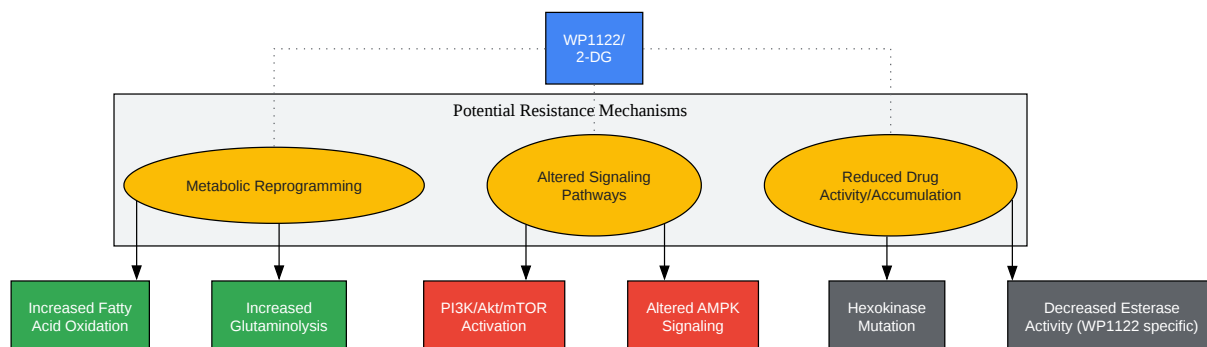 WP1122/
2-DG
Potential Resistance Mechanisms
Metabolic Reprogramming
Altered Signaling
Pathways
Reduced Drug
Activity/Accumulation
Increased Fatty
Acid Oxidation
Increased
Glutaminolysis
PI3K/Akt/mTOR
Activation
Altered AMPK
Signaling
Hexokinase
Mutation
Decreased Esterase
Activity (WP1122 specific)